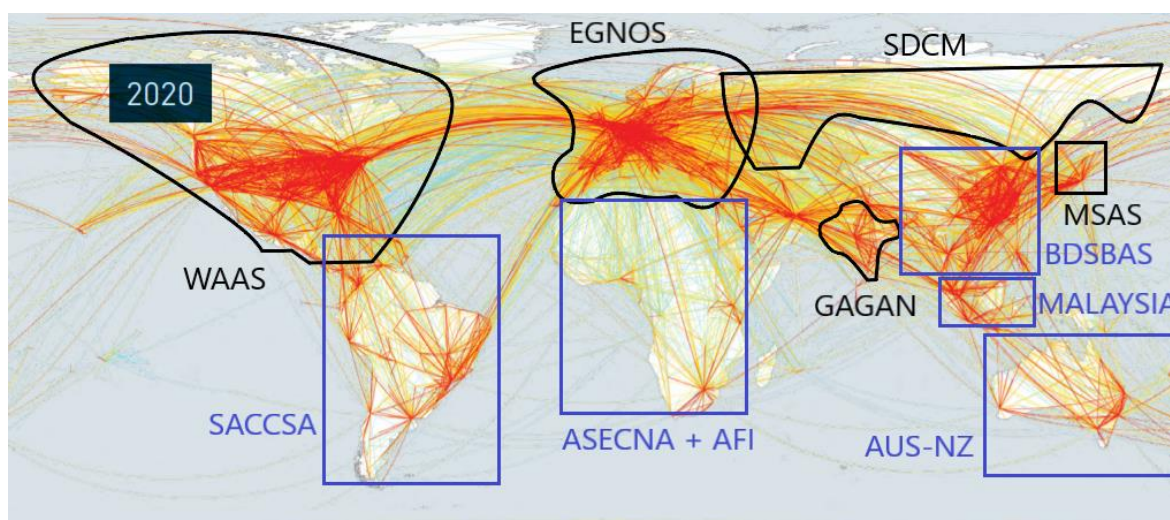 EGNOS
SDCM
2020
MSAS
WAAS
BDSBAS
GAGAN
MALAYSIA
SACCSA
ASECNA + AFI
AUS-NZ